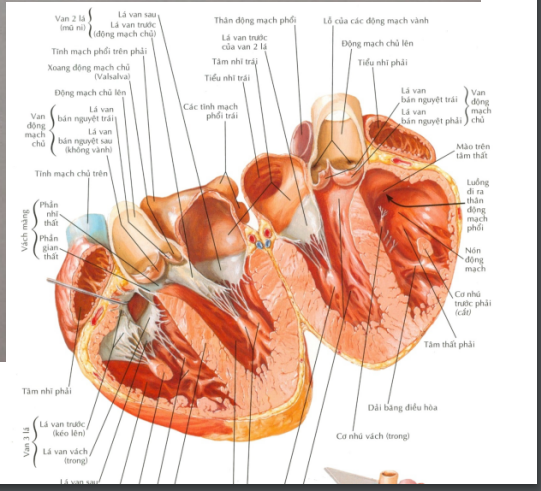 Van 2 lá
(mũ ni)
Lá van sau
Lá van trước
(động mạch chủ)
Tĩnh mạch phổi trên phải
Xoang động mạch chủ
(Valsalva)
Động mạch chủ lên
Van
động
mạch
chủ
Lá van
bán nguyệt trái
Lá van
bán nguyệt sau
(không vành)
Tĩnh mạch chủ trên
Vách màng
Phần
nhĩ
thất
Phần
gian
thất
Thân động mạch phổi
Lá van trước
của van 2 lá
Tâm nhĩ trái
Tiểu nhĩ trái
Các tĩnh mạch
phổi trái
Lỗ của các động mạch vành
Động mạch chủ lên
Tiểu nhĩ phải
Lá van
bán nguyệt trái
Lá van
bán nguyệt phải
Van
động
mạch
chủ
Mào trên
tâm thất
Luồng
đi ra
thân
động
mạch
phổi
Nón
động
mạch
Cơ nhú
trước phải
(cắt)
Tâm thất phải
Dải băng điều hòa
Cơ nhú vách (trong)
Tâm nhĩ phải
Van 3 lá
Lá van trước
(kéo lên)
Lá van vách
(trong)
Lá van sau